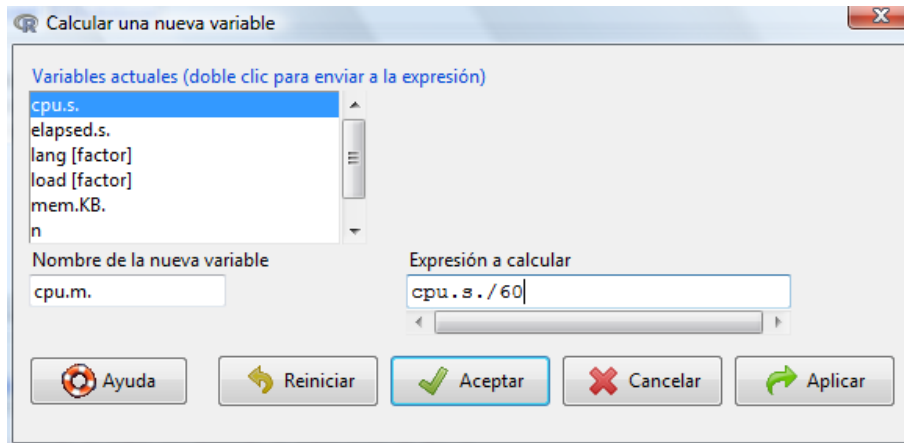 Calcular una nueva variable
Variables actuales (doble clic para enviar a la expresión)
cpu.s.
elapsed.s.
lang [factor]
load [factor]
mem.KB.
n
Nombre de la nueva variable
cpu.m.
Expresión a calcular
cpu.s./60
Ayuda
Reiniciar
Aceptar
Cancelar
Aplicar